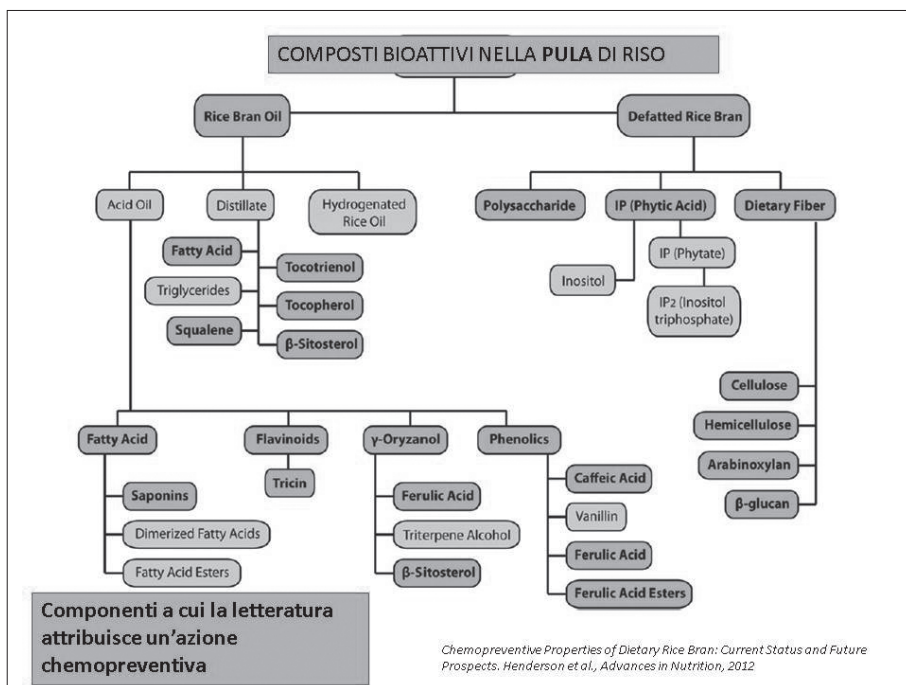 COMPOSTI BIOATTIVI NELLA PULA DI RISO
Rice Bran Oil
Defatted Rice Bran
Acid Oil
Distillate
Hydrogenated
Rice Oil
Polysaccharide
IP (Phytic Acid)
Dietary Fiber
Fatty Acid
Tocotrienol
Triglycerides
Tocopherol
Squalene
β-Sitosterol
Inositol
IP (Phytate)
IP2 (Inositol
triphosphate)
Cellulose
Hemicellulose
Arabinoxylan
β-glucan
Fatty Acid
Flavinoids
γ-Oryzanol
Phenolics
Saponins
Dimerized Fatty Acids
Fatty Acid Esters
Tricin
Ferulic Acid
Triterpene Alcohol
β-Sitosterol
Caffeic Acid
Vanillin
Ferulic Acid
Ferulic Acid Esters
Componenti a cui la letteratura
attribuisce un’azione
chemopreventiva
Chemopreventive Properties of Dietary Rice Bran: Current Status and Future
Prospects. Henderson et al., Advances in Nutrition, 2012